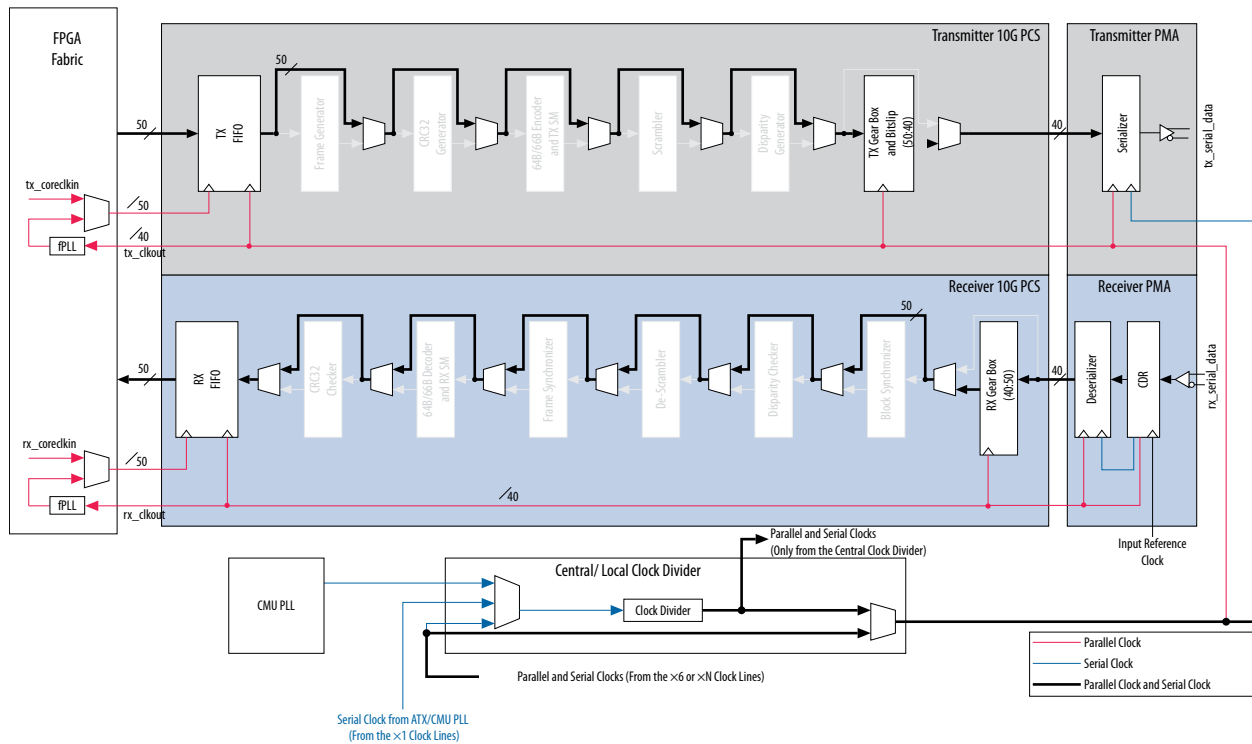 FPGA
Fabric
Transmitter 10G PCS
Transmitter PMA
50
50
TX
FIFO
Frame Generator
CRC32
Generator
64B/66B Encoder
and TX SM
Scrambler
Disparity
Generator
TX Gear Box
and Bitslip
(50:40)
40
Serializer
tx_serial_data
tx_coreclkin
50
40
fPLL
tx_clkout
Receiver 10G PCS
Receiver PMA
50
50
RX
FIFO
CRC32
Checker
64B/66B Decoder
and RX SM
Frame Synchronizer
De-Scrambler
Disparity Checker
Block Synchronizer
RX Gear Box
(40:50)
40
Deserializer
CDR
rx_serial_data
rx_coreclkin
50
40
fPLL
rx_clkout
Input Reference
Clock
Parallel and Serial Clocks
(Only from the Central Clock Divider)
Central/ Local Clock Divider
CMU PLL
Clock Divider
Parallel and Serial Clocks (From the ×6 or ×N Clock Lines)
Serial Clock from ATX/CMU PLL
(From the ×1 Clock Lines)
Parallel Clock
Serial Clock
Parallel Clock and Serial Clock